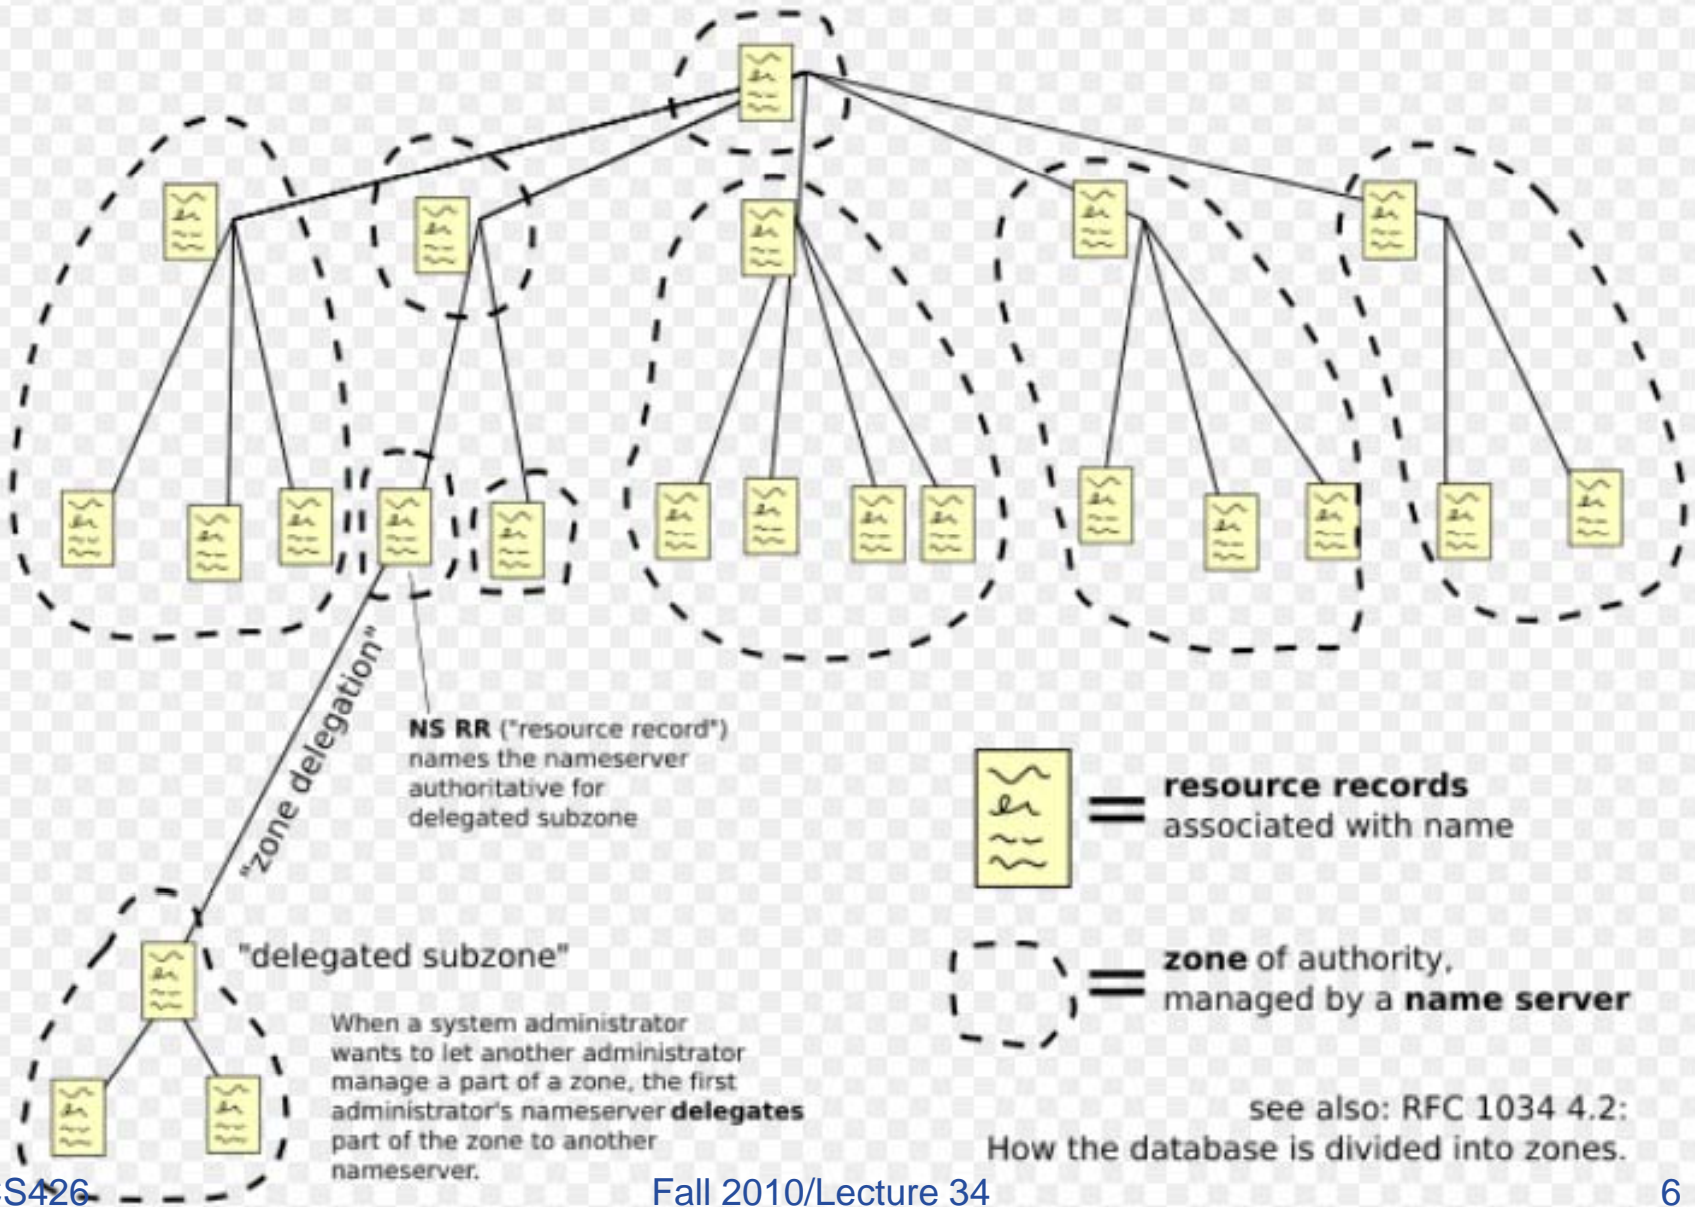 "zone delegation"
NS RR ("resource record")
names the nameserver
authoritative for
delegated subzone
resource records
associated with name
"delegated subzone"
zone of authority,
managed by a name server
When a system administrator
wants to let another administrator
manage a part of a zone, the first
administrator's nameserver delegates
part of the zone to another
nameserver.
see also: RFC 1034 4.2:
How the database is divided into zones.
S426
Fall 2010/Lecture 34
6